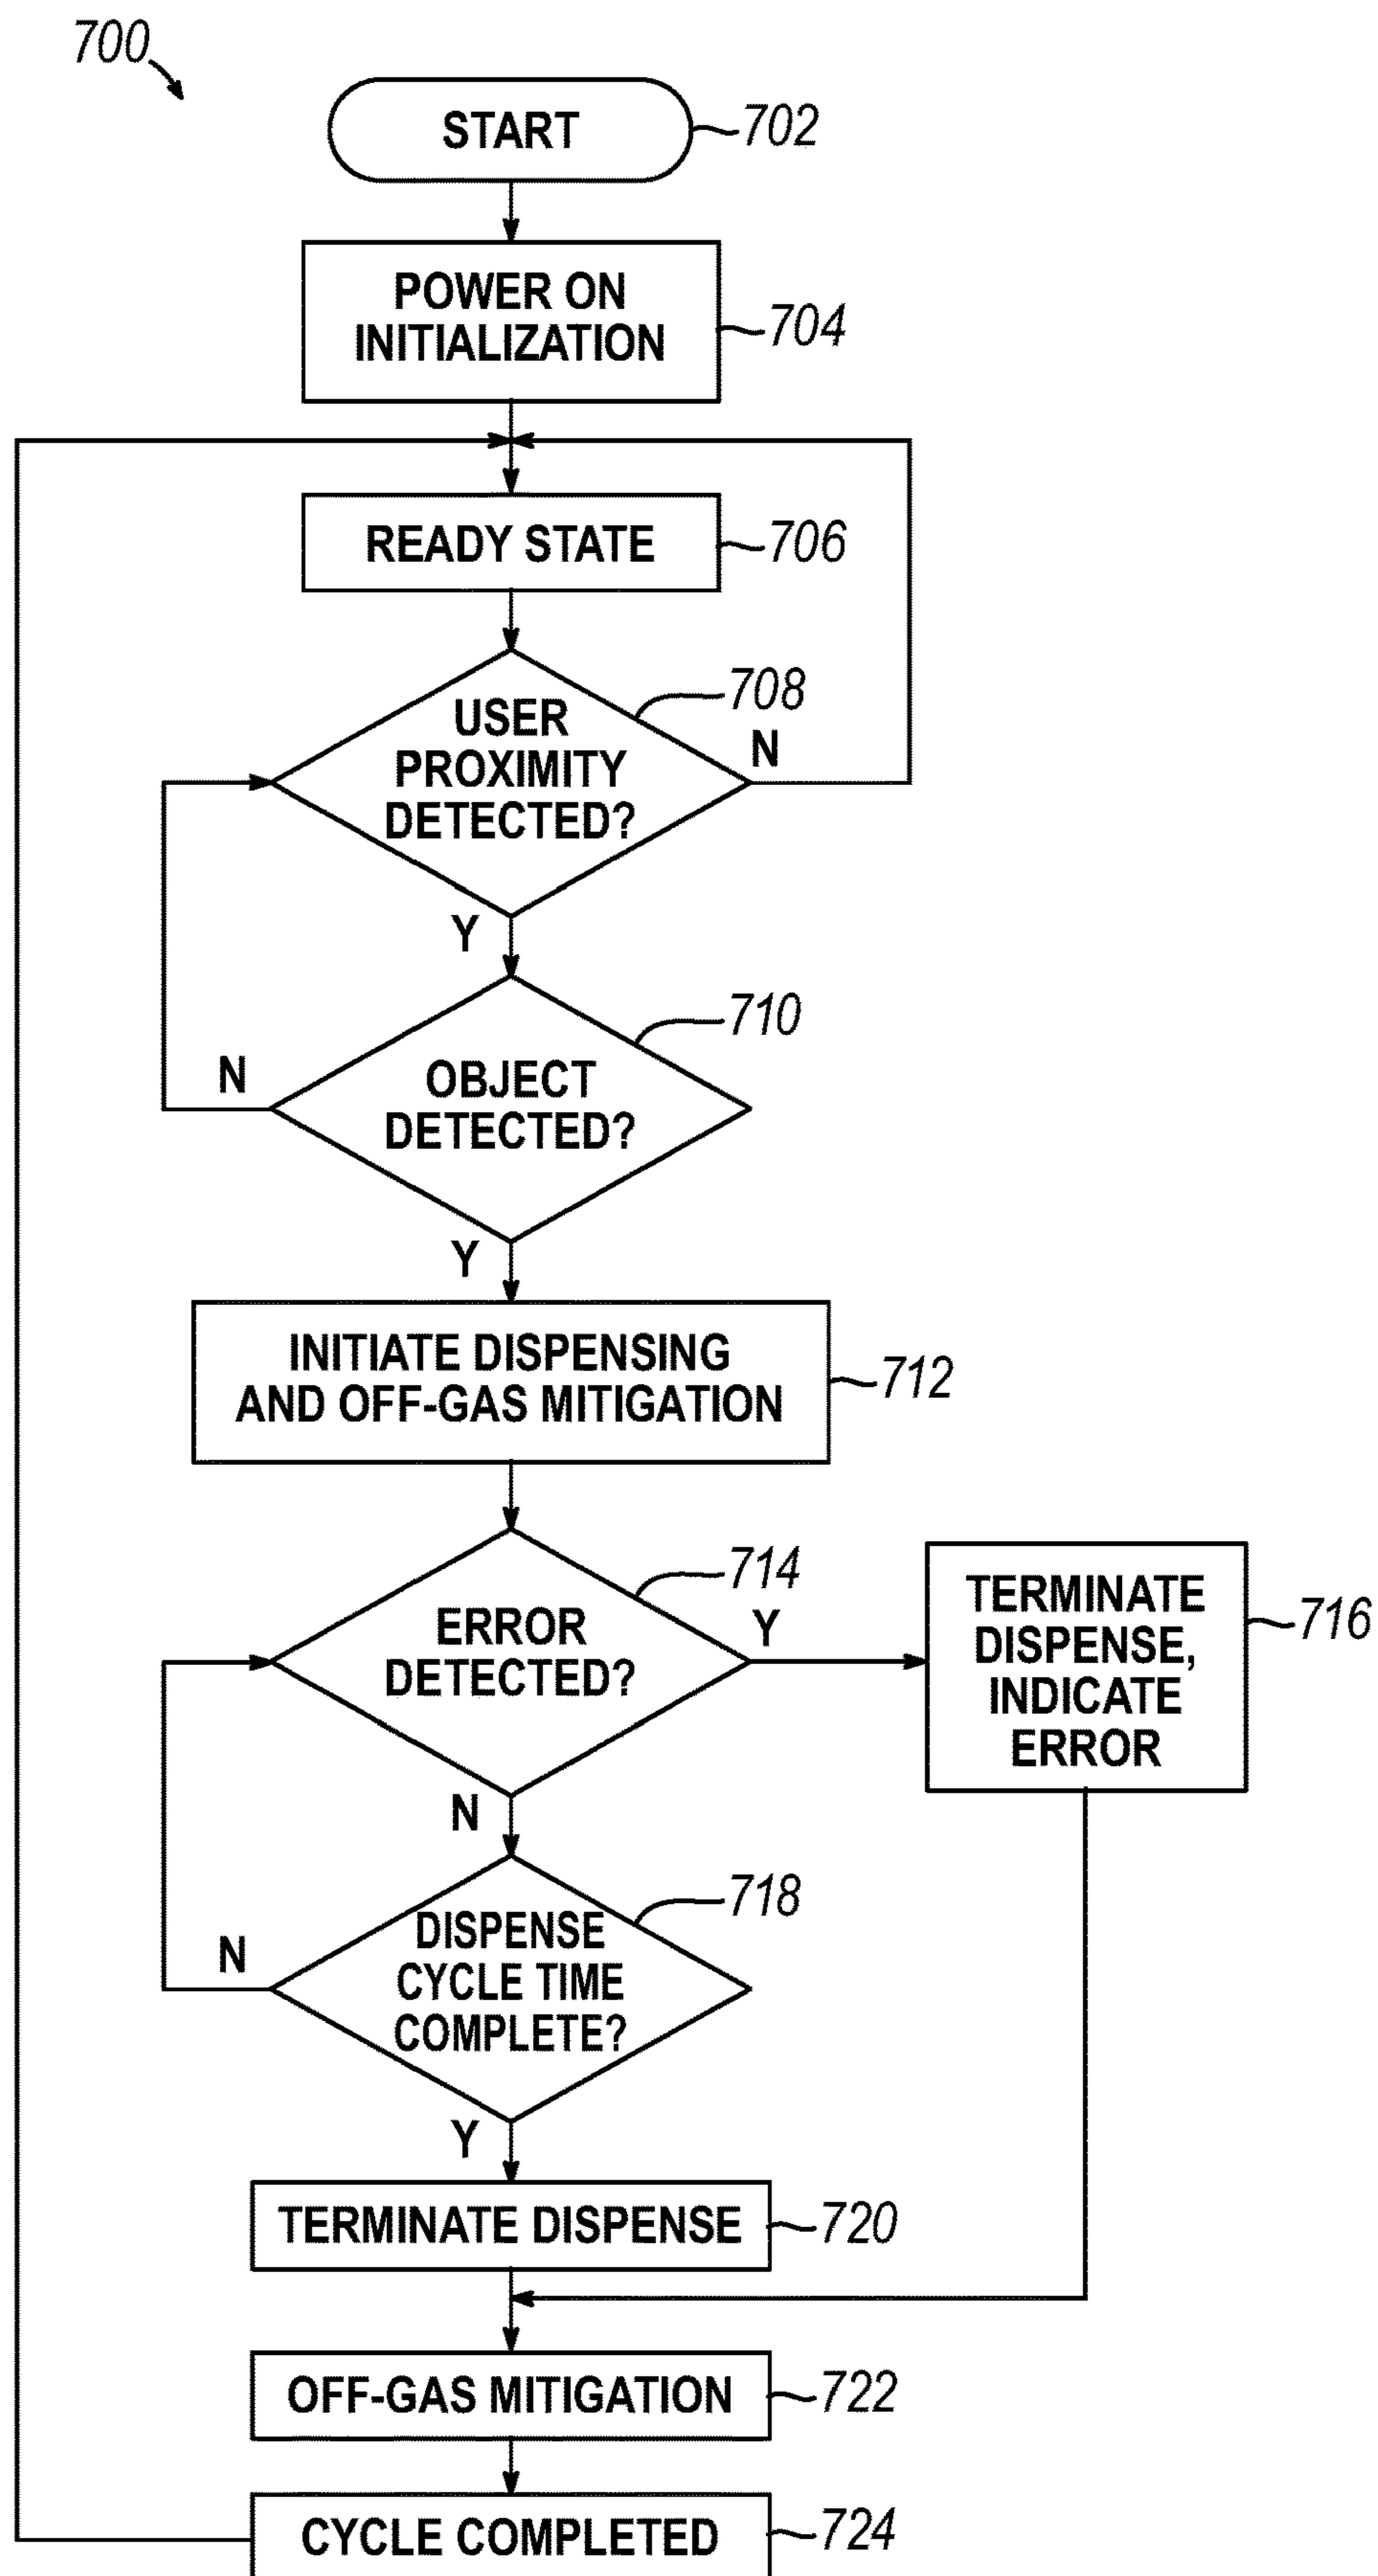 700
START
702
POWER ON
INITIALIZATION
704
READY STATE
706
708
USER
PROXIMITY
DETECTED?
N
Y
710
OBJECT
DETECTED?
N
Y
INITIATE DISPENSING
AND OFF-GAS MITIGATION
712
714
ERROR
DETECTED?
Y
TERMINATE
DISPENSE,
INDICATE
ERROR
716
N
718
DISPENSE
CYCLE TIME
COMPLETE?
N
Y
TERMINATE DISPENSE
720
OFF-GAS MITIGATION
722
CYCLE COMPLETED
724